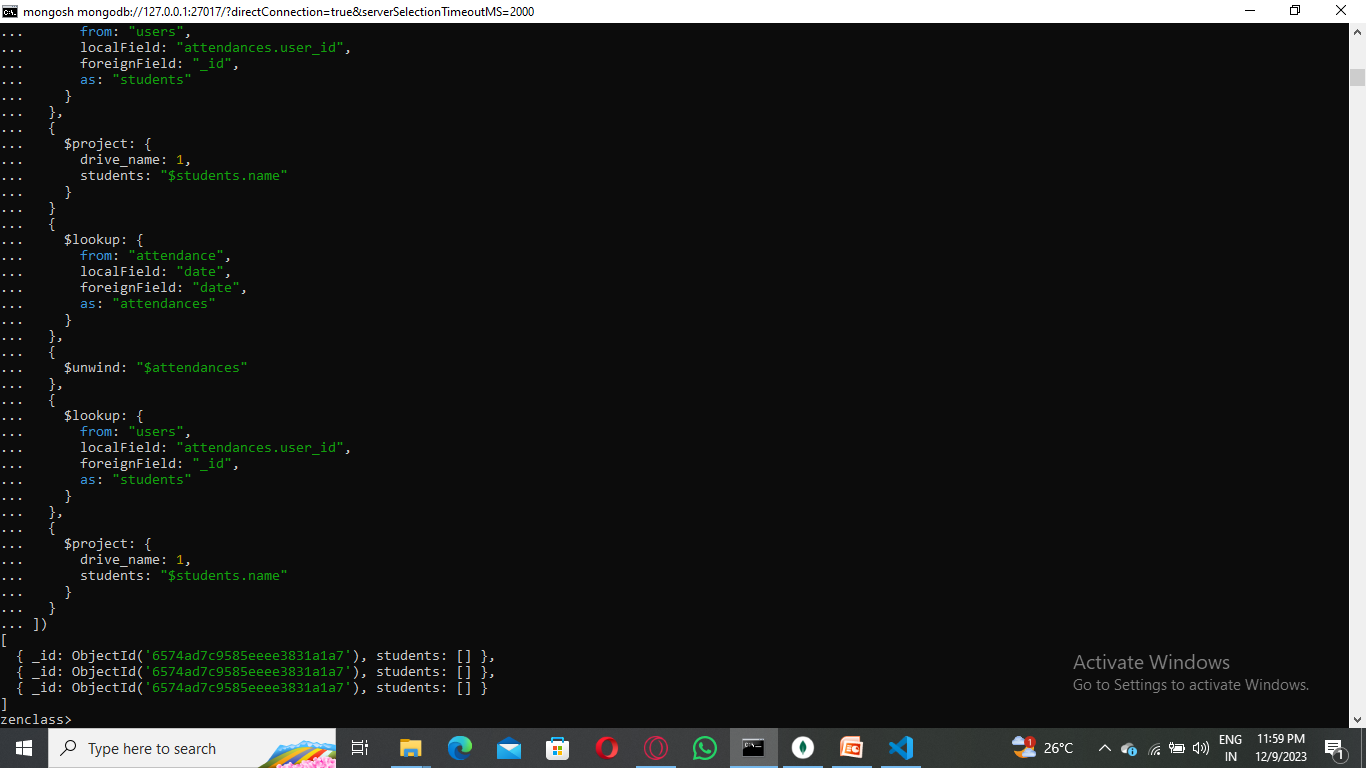 mongosh mongodb://127.0.0.1:27017/?directConnection=true&serverSelectionTimeoutMS=2000
...       from: "users",
...       localField: "attendances.user_id",
...       foreignField: "_id",
...       as: "students"
...     }
...   },
...   {
...     $project: {
...       drive_name: 1,
...       students: "$students.name"
...     }
...   }
...   {
...     $lookup: {
...       from: "attendance",
...       localField: "date",
...       foreignField: "date",
...       as: "attendances"
...     }
...   },
...   {
...     $unwind: "$attendances"
...   },
...   {
...     $lookup: {
...       from: "users",
...       localField: "attendances.user_id",
...       foreignField: "_id",
...       as: "students"
...     }
...   },
...   {
...     $project: {
...       drive_name: 1,
...       students: "$students.name"
...     }
...   }
... ])
[
  { _id: ObjectId('6574ad7c9585eeee3831a1a7'), students: [] },
  { _id: ObjectId('6574ad7c9585eeee3831a1a7'), students: [] },
  { _id: ObjectId('6574ad7c9585eeee3831a1a7'), students: [] }
]
zenclass>
Activate Windows
Go to Settings to activate Windows.
Type here to search
1
26°C
ENG
IN
11:59 PM
12/9/2023
1